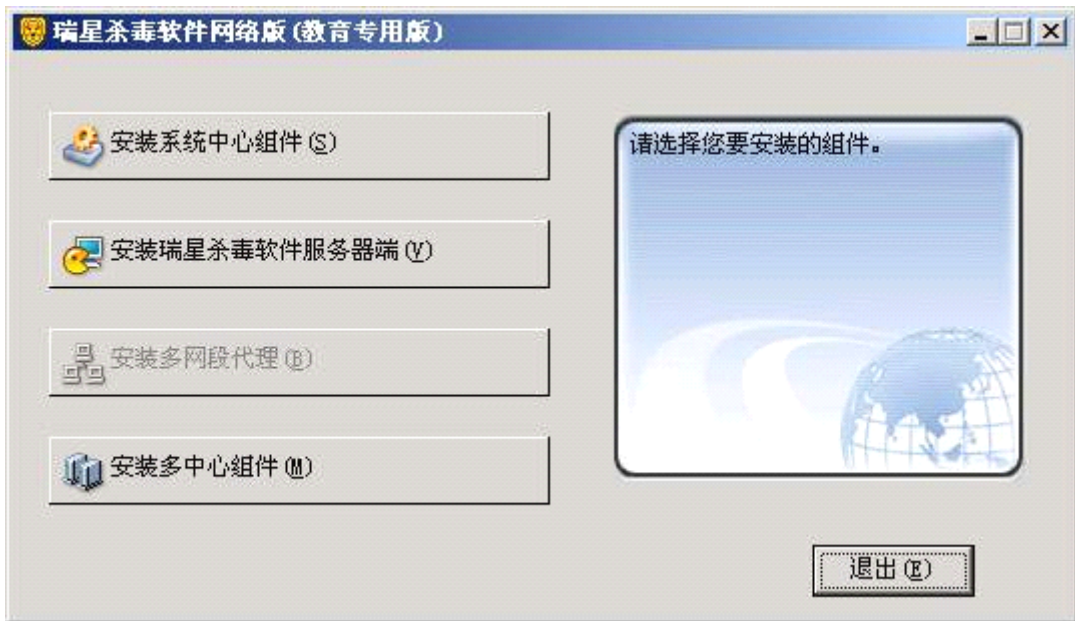 瑞星杀毒软件网络版(教育专用版)
安装系统中心组件(S)
请选择您要安装的组件。
安装瑞星杀毒软件服务器端(V)
安装多网段代理(B)
安装多中心组件(M)
退出(E)